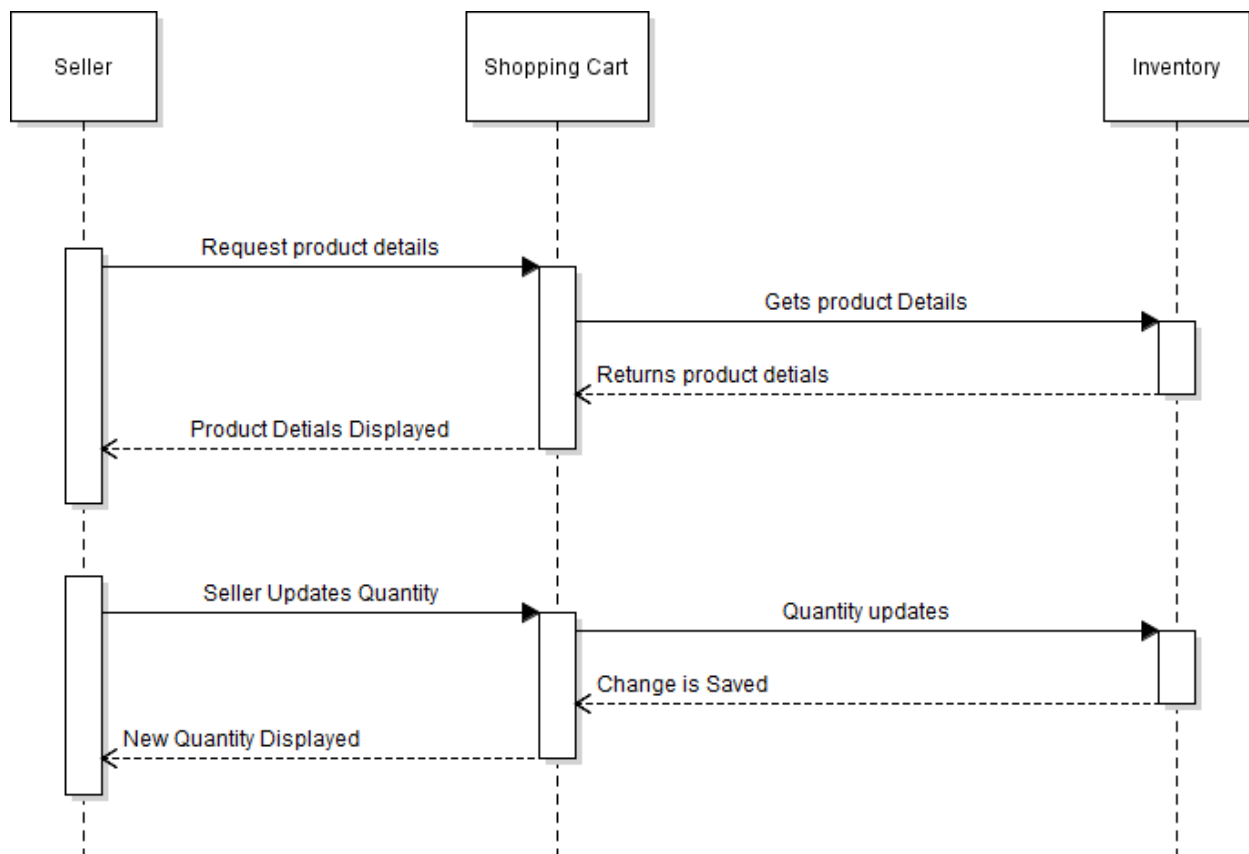 Seller
Shopping Cart
Inventory
Request product details
Gets product Details
Returns product detials
Product Detials Displayed
Seller Updates Quantity
Quantity updates
Change is Saved
New Quantity Displayed